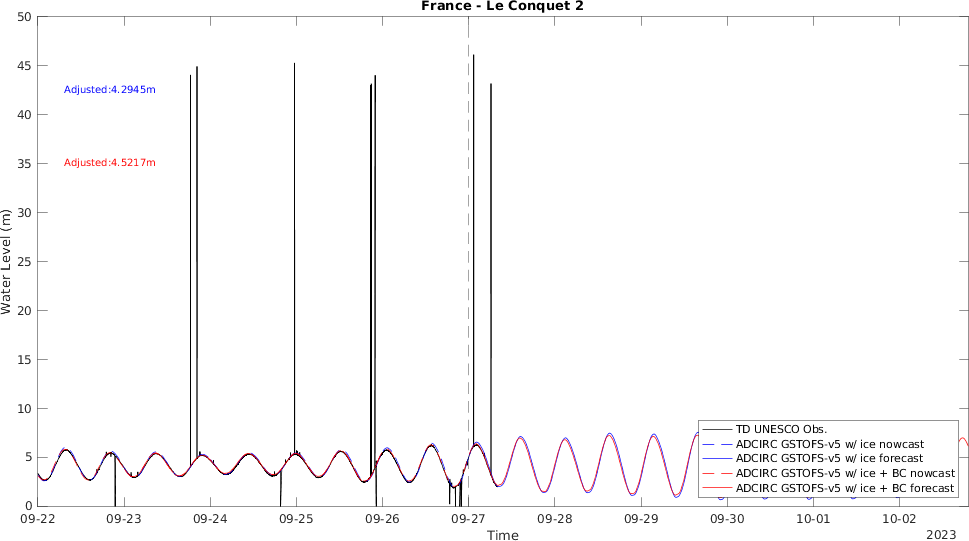 France - Le Conquet 2
50
45
40
35
30
25
20
15
10
5
0
Water Level (m)
Adjusted:4.2945m
Adjusted:4.5217m
TD UNESCO Obs.
ADCIRC GSTOFS-v5 w/ ice nowcast
ADCIRC GSTOFS-v5 w/ ice forecast
ADCIRC GSTOFS-v5 w/ ice + BC nowcast
ADCIRC GSTOFS-v5 w/ ice + BC forecast
09-22 09-23 09-24 09-25 09-26 09-27 09-28 09-29 09-30 10-01 10-02
Time
2023